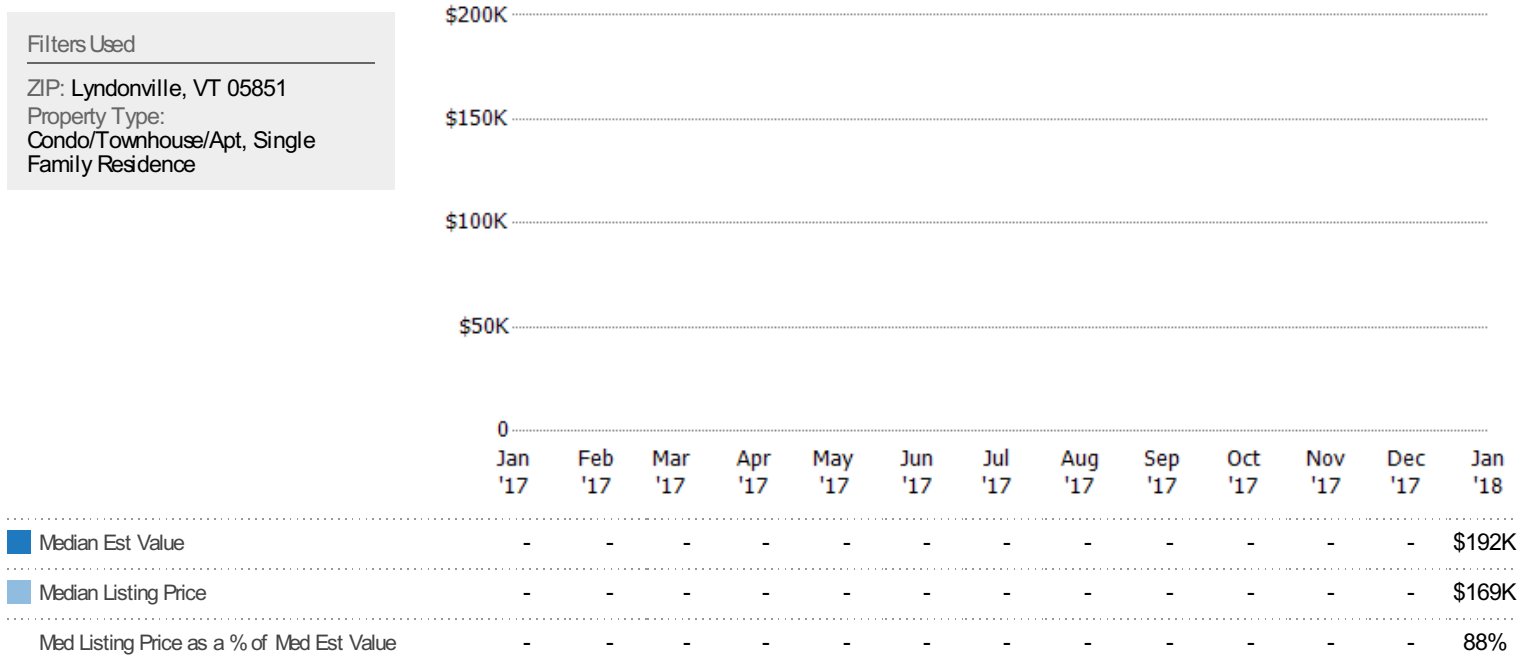 Filters Used
ZIP: Lyndonville, VT 05851
Property Type:
Condo/Townhouse/Apt, Single
Family Residence
$200K
$150K
$100K
$50K
0
Jan Feb Mar Apr May Jun Jul Aug Sep Oct Nov Dec Jan
'17 '17 '17 '17 '17 '17 '17 '17 '17 '17 '17 '17 '18
Median Est Value - - - - - - - - - - - - $192K
Median Listing Price - - - - - - - - - - - - $169K
Med Listing Price as a % of Med Est Value - - - - - - - - - - - - 88%